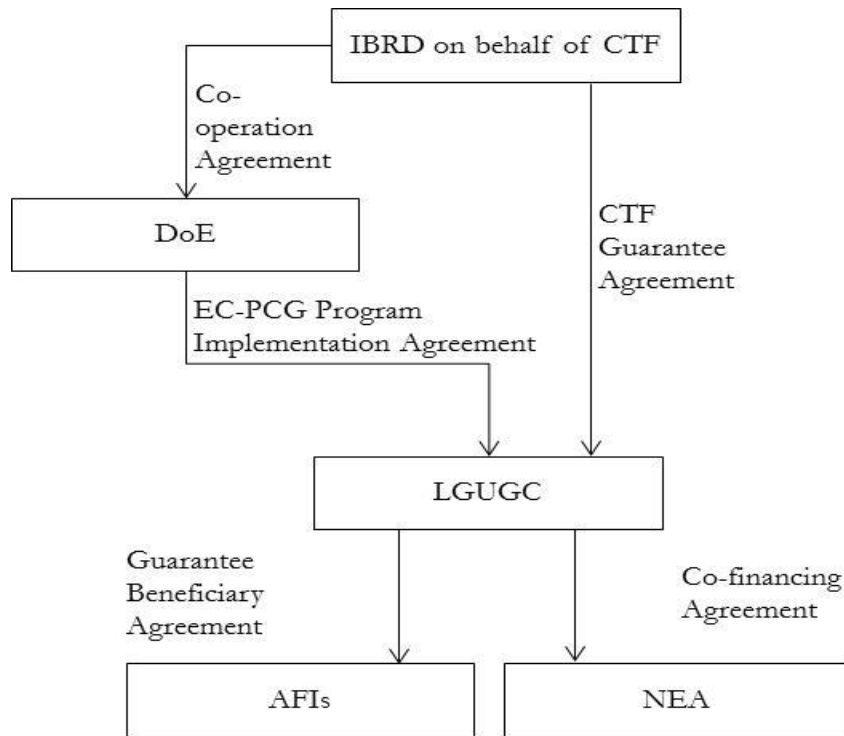 IBRD on behalf of CTF
Co-
operation
Agreement
CTF
Guarantee
Agreement
DoE
EC-PCG Program
Implementation Agreement
LGUGC
Guarantee
Beneficiary
Agreement
Co-financing
Agreement
AFIs
NEA